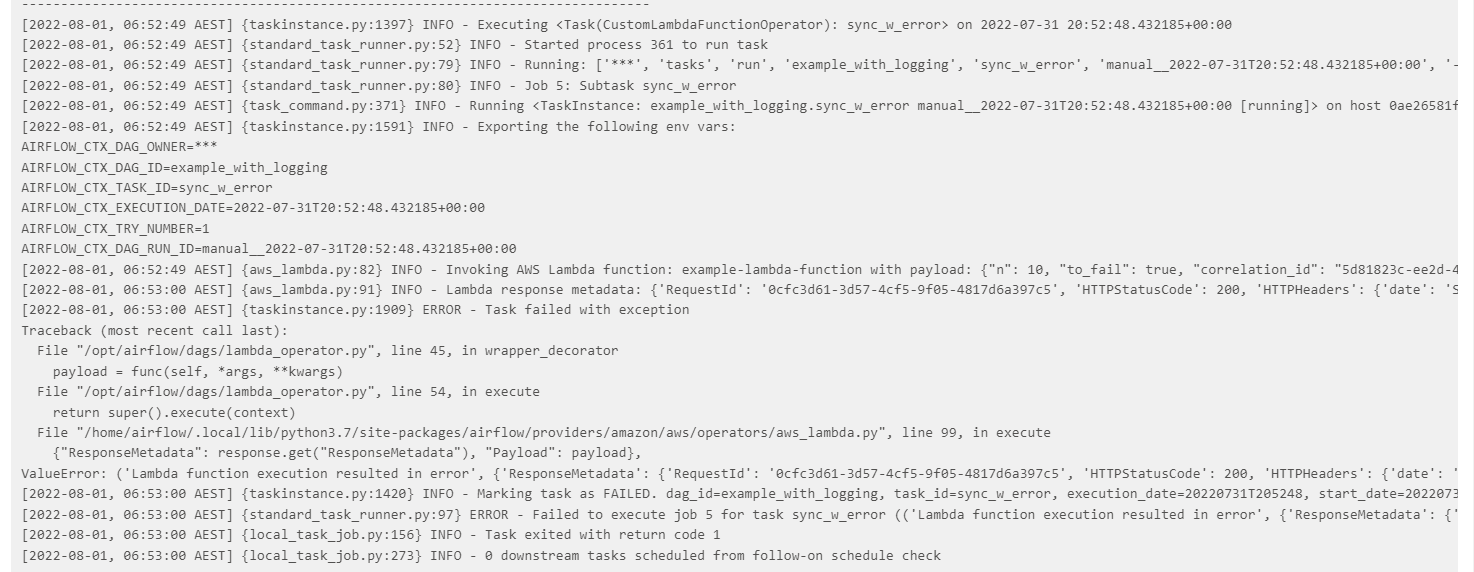 --------------------------------------------------------------------------------
[2022-08-01, 06:52:49 AEST] {taskinstance.py:1397} INFO - Executing <Task(CustomLambdaFunctionOperator): sync_w_error> on 2022-07-31 20:52:48.432185+00:00
[2022-08-01, 06:52:49 AEST] {standard_task_runner.py:52} INFO - Started process 361 to run task
[2022-08-01, 06:52:49 AEST] {standard_task_runner.py:79} INFO - Running: ['***', 'tasks', 'run', 'example_with_logging', 'sync_w_error', 'manual__2022-07-31T20:52:48.432185+00:00', '-
[2022-08-01, 06:52:49 AEST] {standard_task_runner.py:80} INFO - Job 5: Subtask sync_w_error
[2022-08-01, 06:52:49 AEST] {task_command.py:371} INFO - Running <TaskInstance: example_with_logging.sync_w_error manual__2022-07-31T20:52:48.432185+00:00 [running]> on host 0ae26581f
[2022-08-01, 06:52:49 AEST] {taskinstance.py:1591} INFO - Exporting the following env vars:
AIRFLOW_CTX_DAG_OWNER=***
AIRFLOW_CTX_DAG_ID=example_with_logging
AIRFLOW_CTX_TASK_ID=sync_w_error
AIRFLOW_CTX_EXECUTION_DATE=2022-07-31T20:52:48.432185+00:00
AIRFLOW_CTX_TRY_NUMBER=1
AIRFLOW_CTX_DAG_RUN_ID=manual__2022-07-31T20:52:48.432185+00:00
[2022-08-01, 06:52:49 AEST] {aws_lambda.py:82} INFO - Invoking AWS Lambda function: example-lambda-function with payload: {"n": 10, "to_fail": true, "correlation_id": "5d81823c-ee2d-4
[2022-08-01, 06:53:00 AEST] {aws_lambda.py:91} INFO - Lambda response metadata: {'RequestId': '0cfc3d61-3d57-4cf5-9f05-4817d6a397c5', 'HTTPStatusCode': 200, 'HTTPHeaders': {'date': 'S
[2022-08-01, 06:53:00 AEST] {taskinstance.py:1909} ERROR - Task failed with exception
Traceback (most recent call last):
  File "/opt/airflow/dags/lambda_operator.py", line 45, in wrapper_decorator
    payload = func(self, *args, **kwargs)
  File "/opt/airflow/dags/lambda_operator.py", line 54, in execute
    return super().execute(context)
  File "/home/airflow/.local/lib/python3.7/site-packages/airflow/providers/amazon/aws/operators/aws_lambda.py", line 99, in execute
    {"ResponseMetadata": response.get("ResponseMetadata"), "Payload": payload},
ValueError: ('Lambda function execution resulted in error', {'ResponseMetadata': {'RequestId': '0cfc3d61-3d57-4cf5-9f05-4817d6a397c5', 'HTTPStatusCode': 200, 'HTTPHeaders': {'date': '
[2022-08-01, 06:53:00 AEST] {taskinstance.py:1420} INFO - Marking task as FAILED. dag_id=example_with_logging, task_id=sync_w_error, execution_date=20220731T205248, start_date=2022073
[2022-08-01, 06:53:00 AEST] {standard_task_runner.py:97} ERROR - Failed to execute job 5 for task sync_w_error (('Lambda function execution resulted in error', {'ResponseMetadata': {'
[2022-08-01, 06:53:00 AEST] {local_task_job.py:156} INFO - Task exited with return code 1
[2022-08-01, 06:53:00 AEST] {local_task_job.py:273} INFO - 0 downstream tasks scheduled from follow-on schedule check